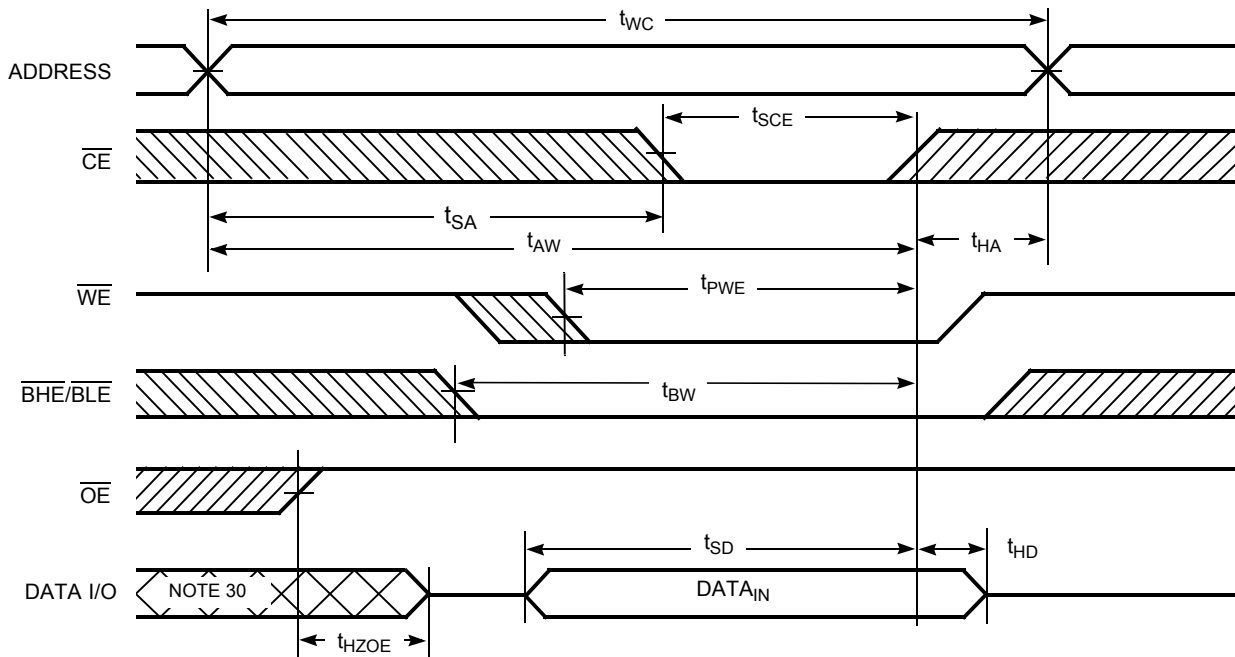 tWC
ADDRESS
tSCE
CE
tSA
tAW
tHA
tPWE
WE
BHE/BLE
tBW
OE
tSD
tHD
DATA I/O
NOTE 30
DATAIN
tHZOE